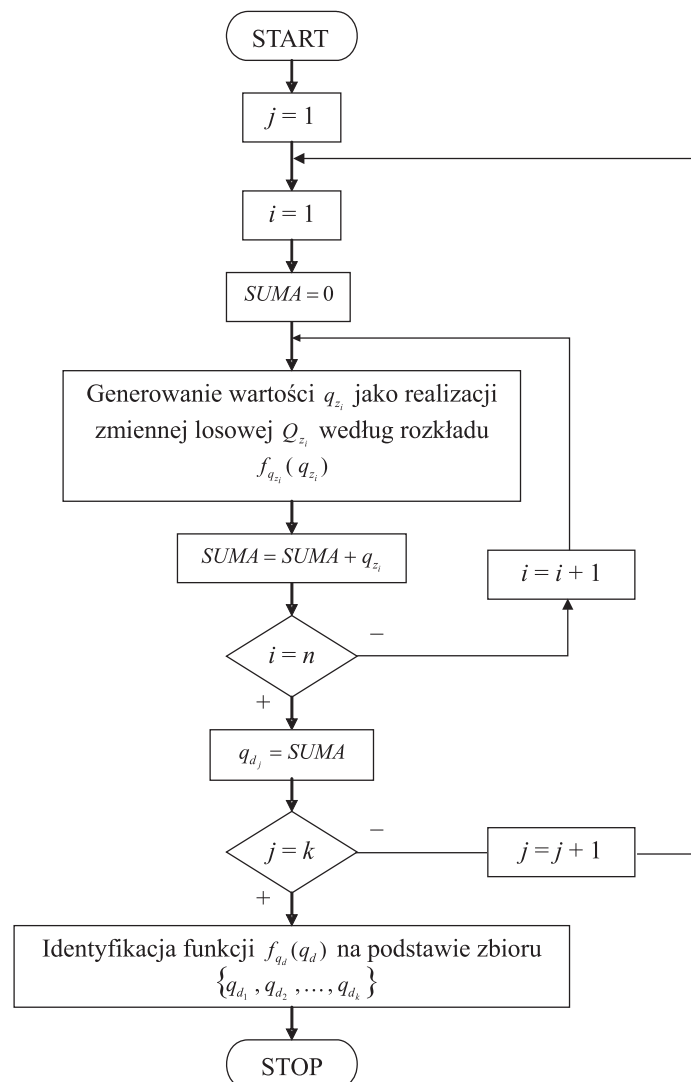 START
j = 1
i = 1
SUMA = 0
Generowanie wartości q_{z_i} jako realizacji
zmiennej losowej Q_{z_i} według rozkładu
f_{q_{z_i}}(q_{z_i})
SUMA = SUMA + q_{z_i}
i = i + 1
i = n
–
+
q_{d_j} = SUMA
j = k
–
j = j + 1
+
Identyfikacja funkcji f_{q_d}(q_d) na podstawie zbioru
{q_{d_1}, q_{d_2}, …, q_{d_k}}
STOP